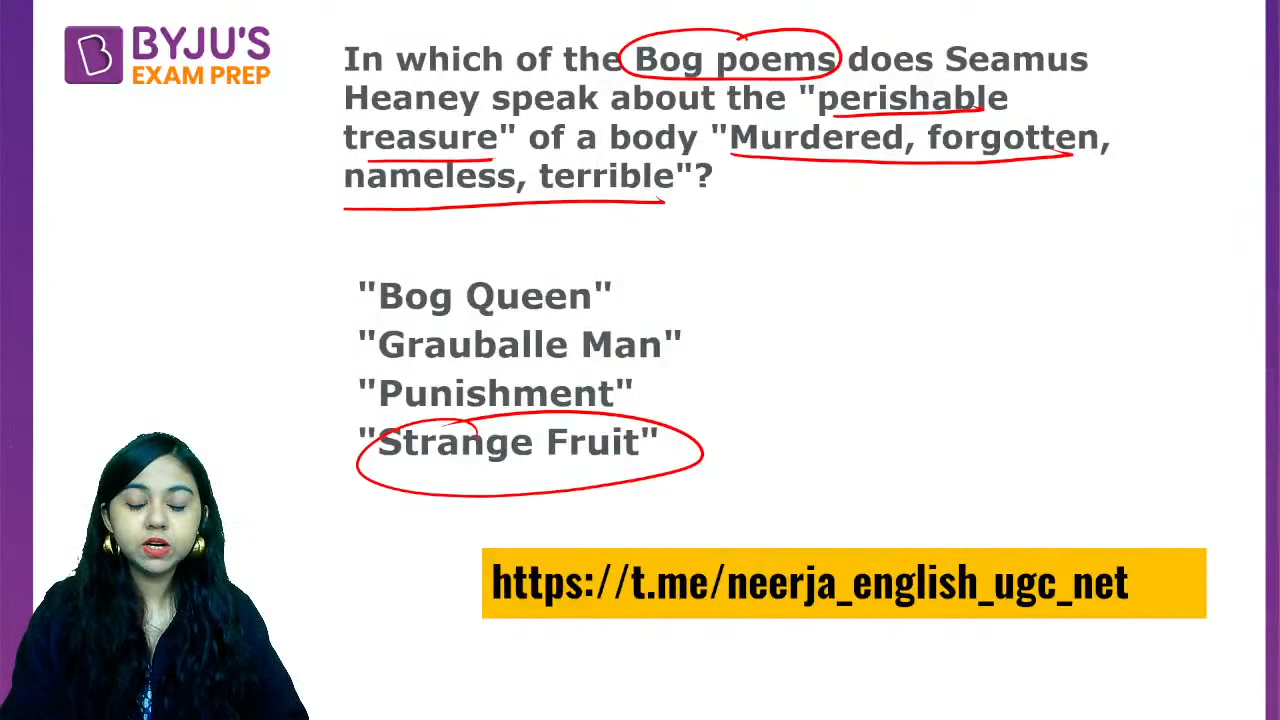 BYJU'S
EXAM PREP
In which of the Bog poems does Seamus
Heaney speak about the "perishable
treasure" of a body "Murdered, forgotten,
nameless, terrible"?
"Bog Queen"
"Grauballe Man"
"Punishment"
"Strange Fruit"
https://t.me/neerja_english_ugc_net